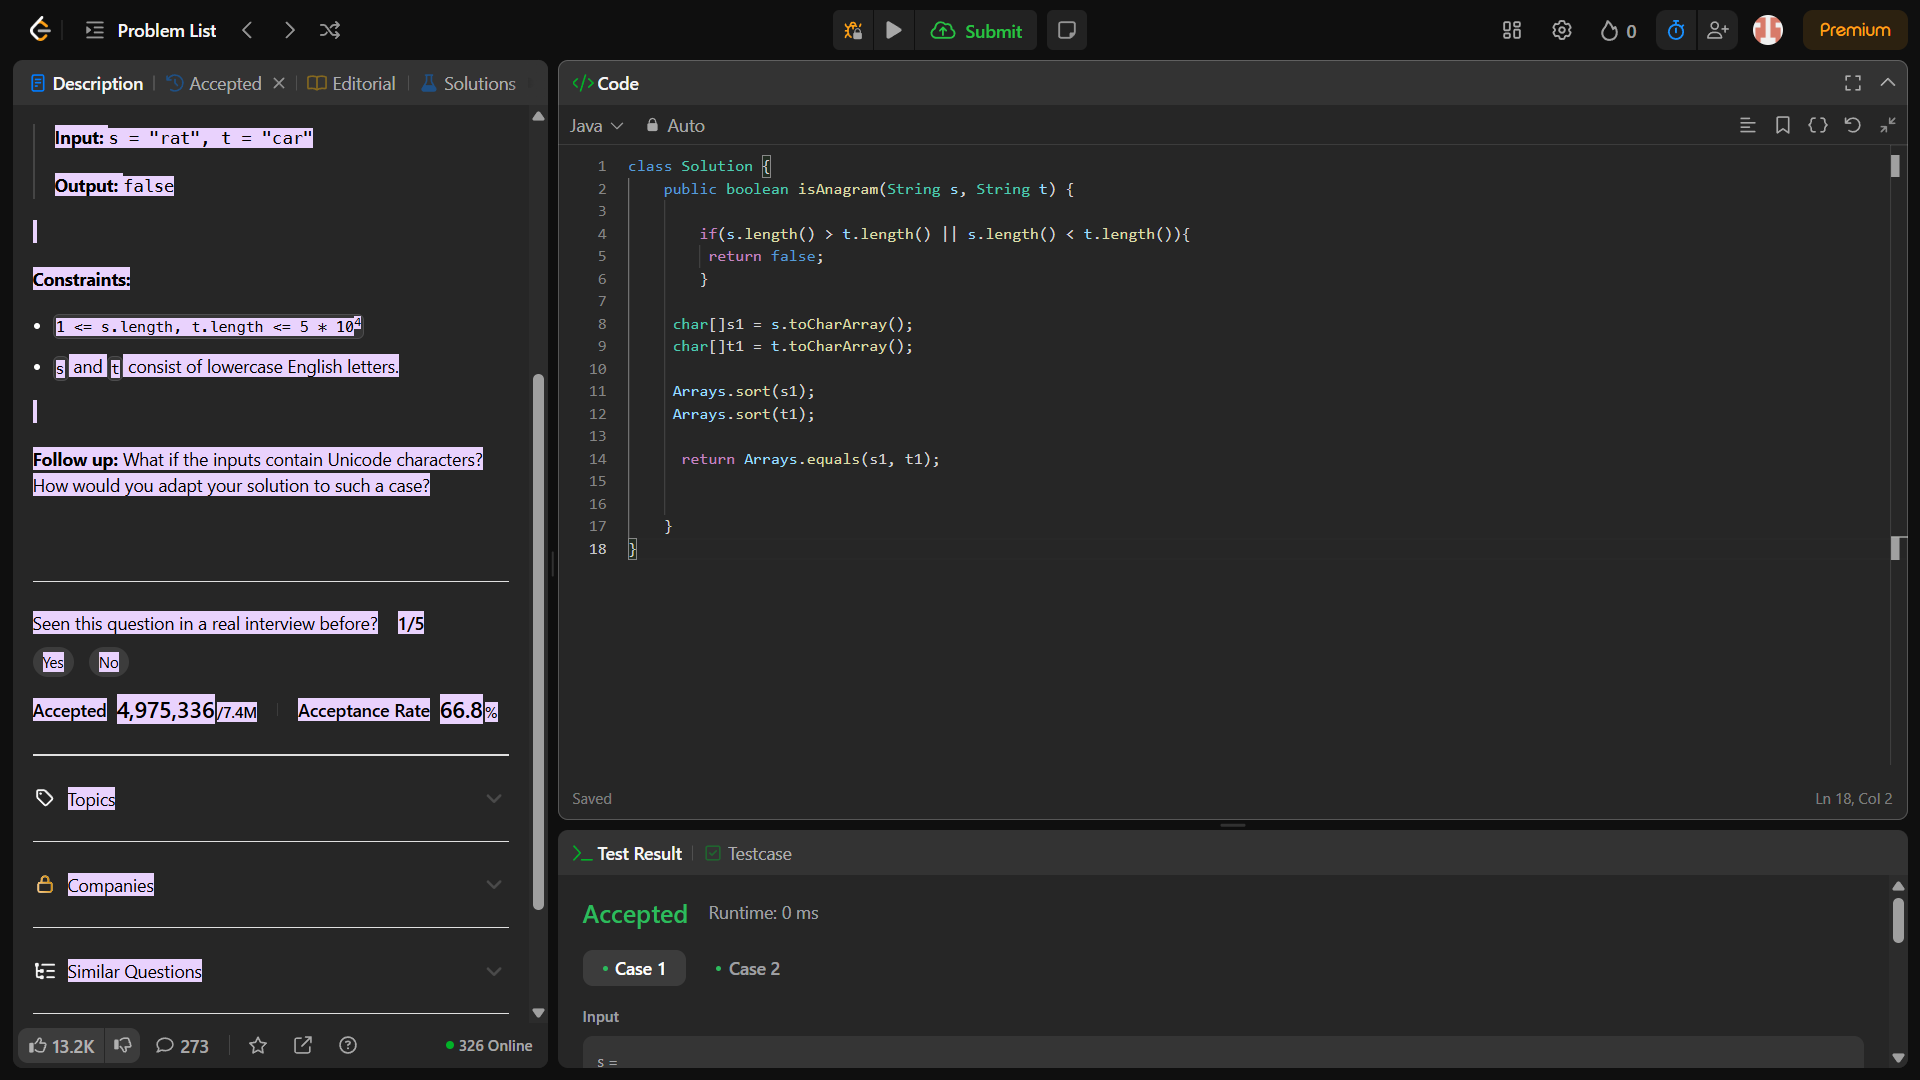 Problem List
Submit
0
Premium
Description
Accepted
Editorial
Solutions
Input: s = "rat", t = "car"
Output: false
Constraints:
• 1 <= s.length, t.length <= 5 * 10⁴
• s and t consist of lowercase English letters.
Follow up: What if the inputs contain Unicode characters?
How would you adapt your solution to such a case?
Seen this question in a real interview before? 1/5
Yes No
Accepted 4,975,336/7.4M Acceptance Rate 66.8%
Topics
Companies
Similar Questions
13.2K 273 326 Online
</> Code
Java Auto
1 class Solution {
2 public boolean isAnagram(String s, String t) {
3
4 if(s.length() > t.length() || s.length() < t.length()){
5 return false;
6 }
7
8 char[]s1 = s.toCharArray();
9 char[]t1 = t.toCharArray();
10
11 Arrays.sort(s1);
12 Arrays.sort(t1);
13
14 return Arrays.equals(s1, t1);
15
16
17 }
18 }
Saved Ln 18, Col 2
Test Result Testcase
Accepted Runtime: 0 ms
• Case 1 • Case 2
Input
s =